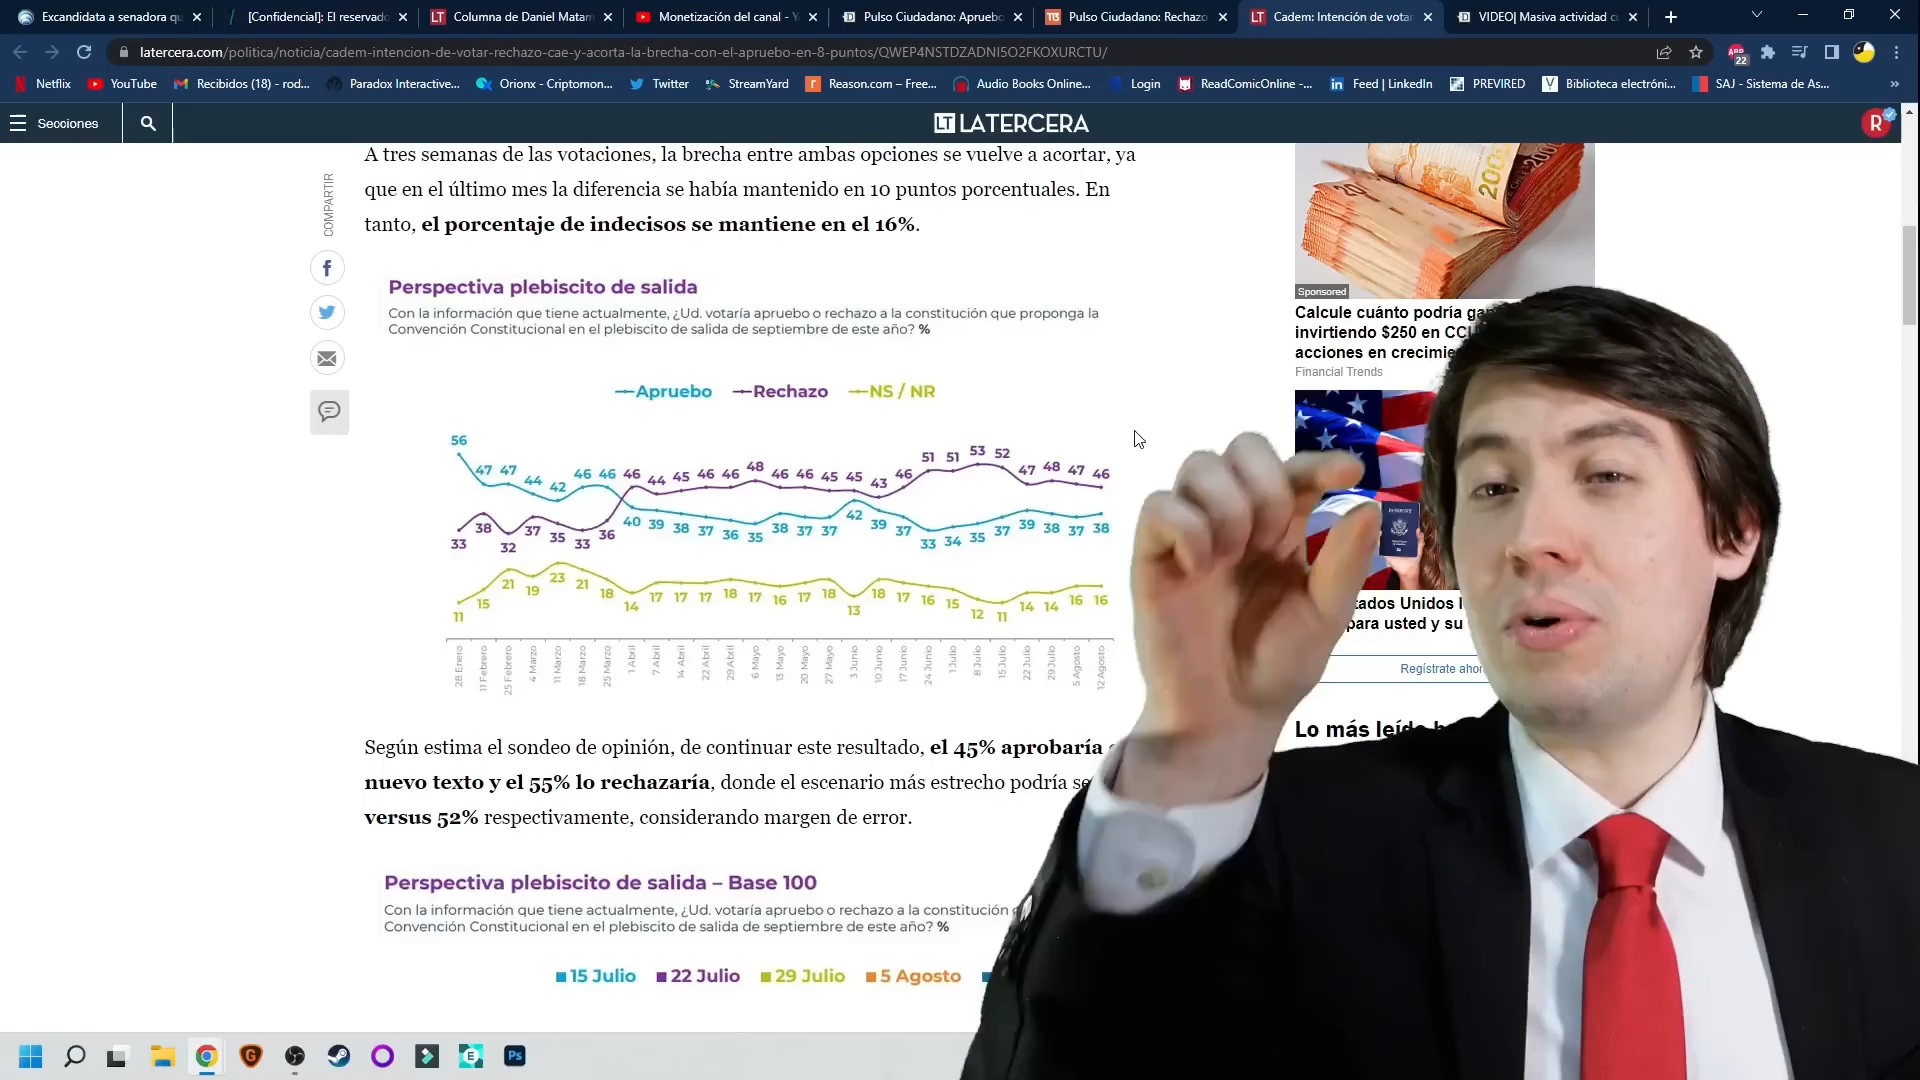 Excandidata a senadora qu
[Confidencial]: El reservado
Columna de Daniel Matam
Monetización del canal - Y
Pulso Ciudadano: Apruebo
Pulso Ciudadano: Rechazo
Cadem: Intención de votar
VIDEO| Masiva actividad c
latercera.com/politica/noticia/cadem-intencion-de-votar-rechazo-cae-y-acorta-la-brecha-con-el-apruebo-en-8-puntos/QWEP4NSTDZADNI5O2FKOXURCTU/
22
Netflix
YouTube
Recibidos (18) - rod...
Paradox Interactive...
Orionx - Criptomon...
Twitter
StreamYard
Reason.com – Free...
Audio Books Online...
Login
ReadComicOnline -...
Feed | LinkedIn
PREVIRED
Biblioteca electróni...
SAJ - Sistema de As...
Secciones
LT LATERCERA
R
COMPARTIR
A tres semanas de las votaciones, la brecha entre ambas opciones se vuelve a acortar, ya
que en el último mes la diferencia se había mantenido en 10 puntos porcentuales. En
tanto, el porcentaje de indecisos se mantiene en el 16%.
Perspectiva plebiscito de salida
Con la información que tiene actualmente, ¿Ud. votaría apruebo o rechazo a la constitución que proponga la
Convención Constitucional en el plebiscito de salida de septiembre de este año? %
Apruebo Rechazo NS / NR
56 47 47 44 42 46 46 46 44 45 46 46 48 46 46 45 45 43 46 51 51 53 52 47 48 47 46
33 38 32 37 35 33 36 40 39 38 37 36 35 38 37 37 42 39 37 33 34 35 37 39 38 37 38
11 15 21 19 23 21 18 14 17 17 17 18 17 16 17 18 13 18 17 16 15 12 11 14 14 16 16
28 Enero 11 Febrero 25 Febrero 4 Marzo 11 Marzo 18 Marzo 25 Marzo 1 Abril 7 Abril 14 Abril 22 Abril 29 Abril 6 Mayo 13 Mayo 20 Mayo 27 Mayo 3 Junio 10 Junio 17 Junio 24 Junio 1 Julio 8 Julio 15 Julio 22 Julio 29 Julio 5 Agosto 12 Agosto
Según estima el sondeo de opinión, de continuar este resultado, el 45% aprobaría
nuevo texto y el 55% lo rechazaría, donde el escenario más estrecho podría se
versus 52% respectivamente, considerando margen de error.
Perspectiva plebiscito de salida – Base 100
Con la información que tiene actualmente, ¿Ud. votaría apruebo o rechazo a la constitución
Convención Constitucional en el plebiscito de salida de septiembre de este año? %
15 Julio 22 Julio 29 Julio 5 Agosto
2000
Sponsored
Calcule cuánto podría ga
invirtiendo $250 en CC
acciones en crecimie
Financial Trends
PASSPORT
tados Unidos
para usted y su
Regístrate ahor
Lo más leído
Ps